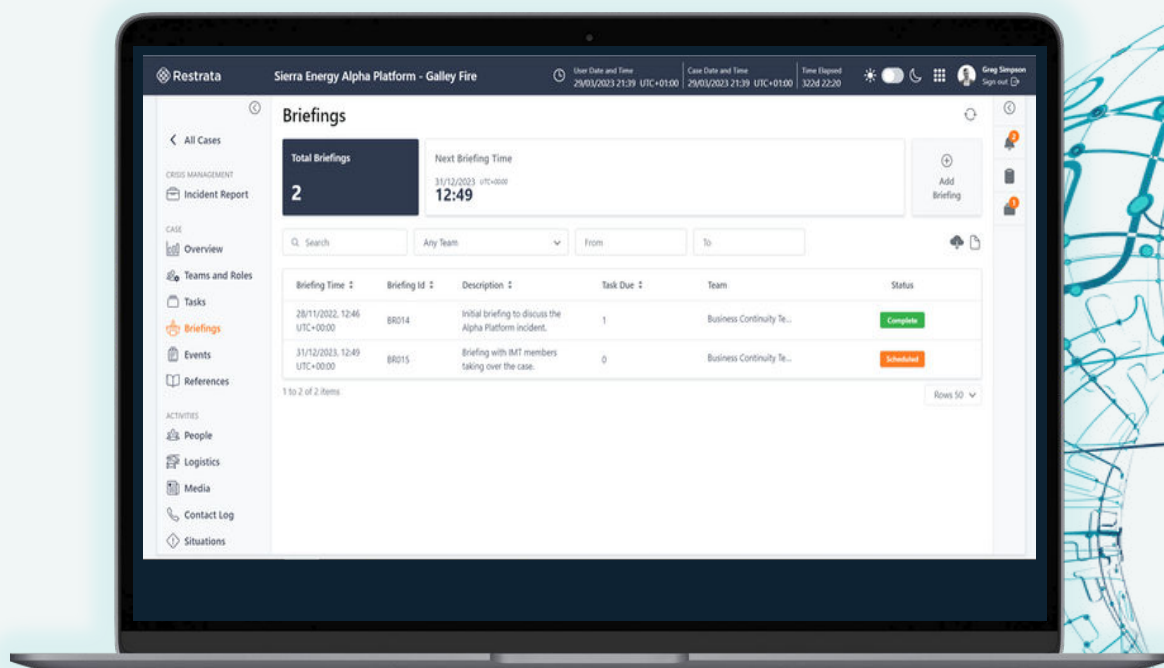 Restrata
Sierra Energy Alpha Platform - Galley Fire
User Date and Time
29/03/2023 21:39 UTC+01:00
Case Date and Time
29/03/2023 21:39 UTC+01:00
Time Elapsed
322d 22:20
Greg Simpson
Sign out
All Cases
CRISIS MANAGEMENT
Incident Report
CASE
Overview
Teams and Roles
Tasks
Briefings
Events
References
ACTIVITIES
People
Logistics
Media
Contact Log
Situations
Briefings
Total Briefings
2
Next Briefing Time
31/12/2023 UTC+00:00
12:49
Add
Briefing
Search
Any Team
From
To
Briefing Time Briefing Id Description Task Due Team Status
28/11/2022, 12:46
UTC+00:00
BR014
Initial briefing to discuss the
Alpha Platform incident.
1
Business Continuity Te...
Complete
31/12/2023, 12:49
UTC+00:00
BR015
Briefing with IMT members
taking over the case.
0
Business Continuity Te...
Scheduled
1 to 2 of 2 items
Rows 50
2
1